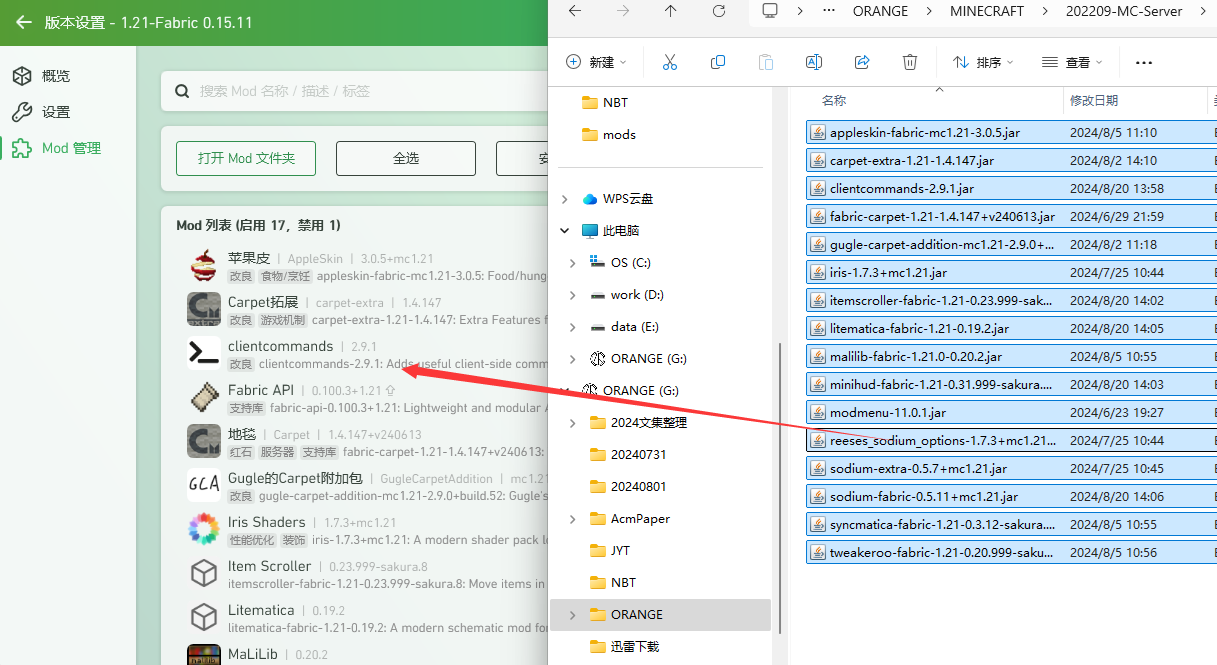 版本设置 - 1.21-Fabric 0.15.11
概览
设置
Mod 管理
搜索 Mod 名称 / 描述 / 标签
打开 Mod 文件夹
全选
Mod 列表 (启用 17，禁用 1)
苹果皮 | AppleSkin | 3.0.5+mc1.21
改良 食物/烹饪 appleskin-fabric-mc1.21-3.0.5: Food/hung
Carpet拓展 | carpet-extra | 1.4.147
改良 游戏机制 carpet-extra-1.21-1.4.147: Extra Features f
clientcommands | 2.9.1
改良 clientcommands-2.9.1: Adds useful client-side comm
Fabric API | 0.100.3+1.21
支持库 fabric-api-0.100.3+1.21: Lightweight and modular A
地毯 | Carpet | 1.4.147+v240613
红石 服务器 支持库 fabric-carpet-1.21-1.4.147+v240613:
Gugle的Carpet附加包 | GugleCarpetAddition | mc1.21
改良 gugle-carpet-addition-mc1.21-2.9.0+build.52: Gugle's
Iris Shaders | 1.7.3+mc1.21
性能优化 装饰 iris-1.7.3+mc1.21: A modern shader pack lo
Item Scroller | 0.23.999-sakura.8
itemscroller-fabric-1.21-0.23.999-sakura.8: Move items in
Litematica | 0.19.2
litematica-fabric-1.21-0.19.2: A modern schematic mod for
MaLiLib | 0.20.2
ORANGE
MINECRAFT
202209-MC-Server
新建
排序
查看
NBT
mods
WPS云盘
此电脑
OS (C:)
work (D:)
data (E:)
ORANGE (G:)
ORANGE (G:)
2024文集整理
20240731
20240801
AcmPaper
JYT
NBT
ORANGE
迅雷下载
名称
修改日期
appleskin-fabric-mc1.21-3.0.5.jar 2024/8/5 11:10
carpet-extra-1.21-1.4.147.jar 2024/8/2 14:10
clientcommands-2.9.1.jar 2024/8/20 13:58
fabric-carpet-1.21-1.4.147+v240613.jar 2024/6/29 21:59
gugle-carpet-addition-mc1.21-2.9.0+... 2024/8/2 11:18
iris-1.7.3+mc1.21.jar 2024/7/25 10:44
itemscroller-fabric-1.21-0.23.999-sak... 2024/8/20 14:02
litematica-fabric-1.21-0.19.2.jar 2024/8/20 14:05
malilib-fabric-1.21.0-0.20.2.jar 2024/8/5 10:55
minihud-fabric-1.21-0.31.999-sakura.... 2024/8/20 14:03
modmenu-11.0.1.jar 2024/6/23 19:27
reeses_sodium_options-1.7.3+mc1.21... 2024/7/25 10:44
sodium-extra-0.5.7+mc1.21.jar 2024/7/25 10:45
sodium-fabric-0.5.11+mc1.21.jar 2024/8/20 14:06
syncmatica-fabric-1.21-0.3.12-sakura.... 2024/8/5 10:55
tweakeroo-fabric-1.21-0.20.999-saku... 2024/8/5 10:56